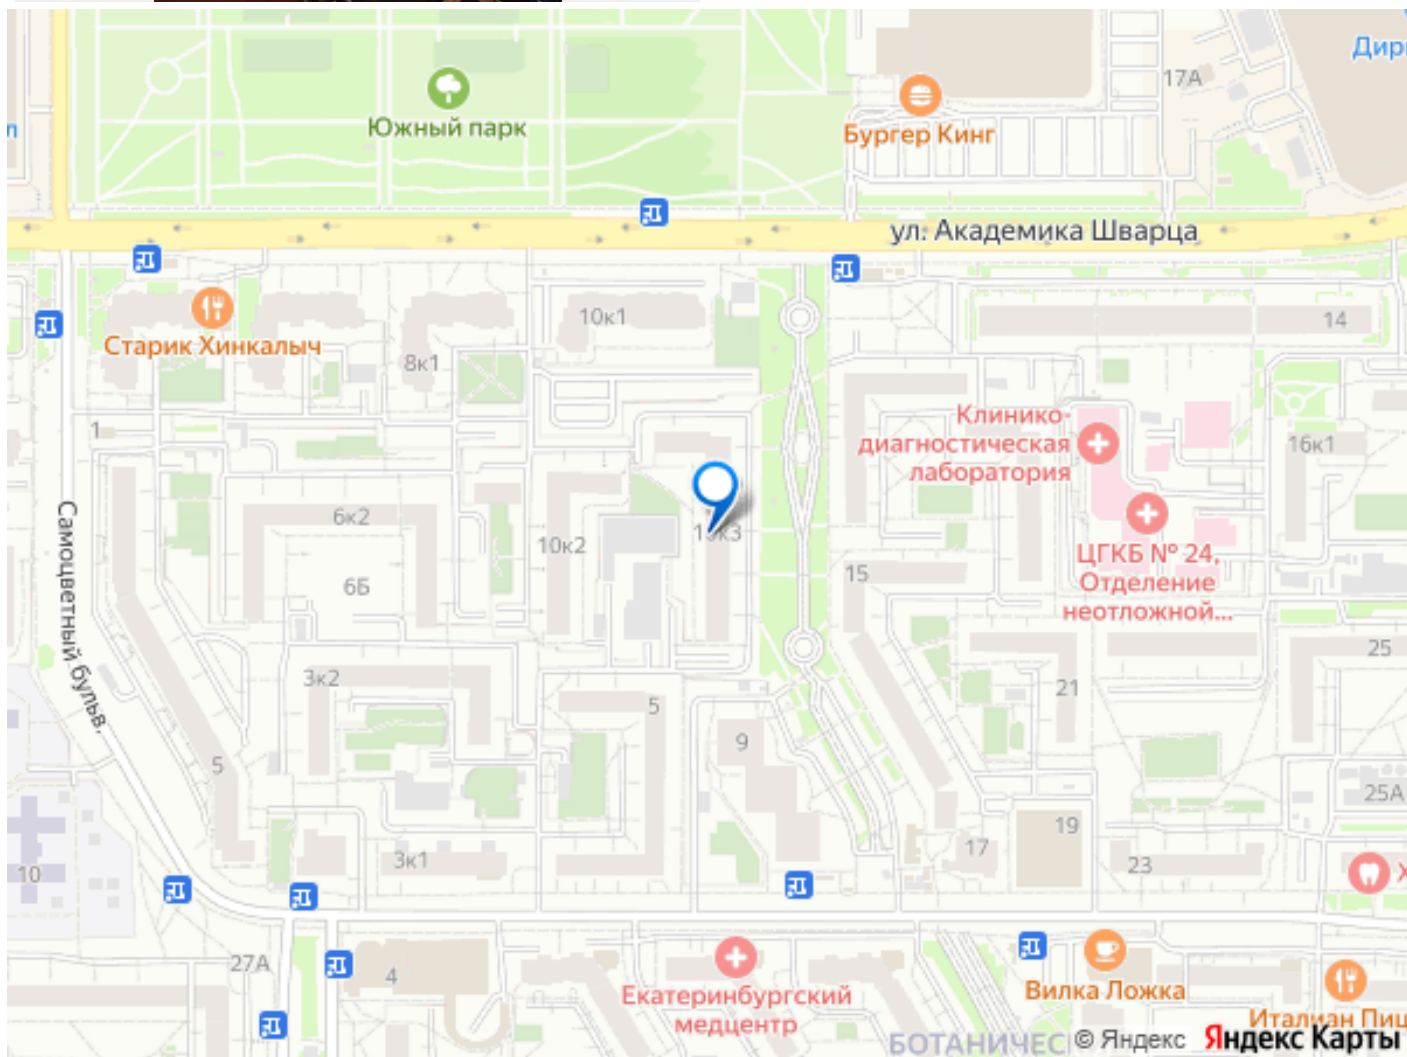 Дир
17А
Южный парк
Бургер Кинг
л
ул. Академика Шварца
10к1
14
Старик Хинкалыч
8к1
Клинико-
диагностическая
лаборатория
1
16к1
6к2
10к2
10к3
Самоцветный бульв.
6Б
15
ЦГКБ № 24,
Отделение
неотложной...
25
3к2
21
5
9
5
25А
19
17
3к1
23
10
Х
27А
4
Екатеринбургский
медцентр
Вилка Ложка
Италиан Пиц
БОТАНИЧЕС
© Яндекс Яндекс Карты